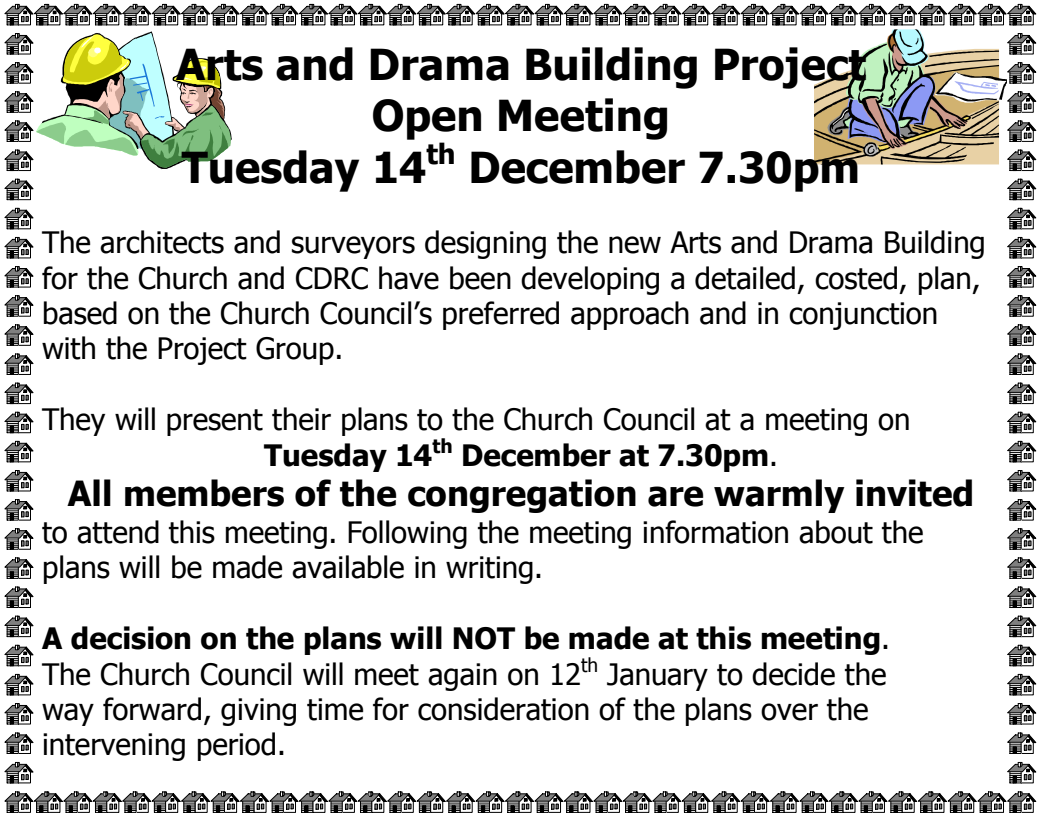 Arts and Drama Building Project
Open Meeting
Tuesday 14th December 7.30pm
The architects and surveyors designing the new Arts and Drama Building
for the Church and CDRC have been developing a detailed, costed, plan,
based on the Church Council’s preferred approach and in conjunction
with the Project Group.
They will present their plans to the Church Council at a meeting on
Tuesday 14th December at 7.30pm.
All members of the congregation are warmly invited
to attend this meeting. Following the meeting information about the
plans will be made available in writing.
A decision on the plans will NOT be made at this meeting.
The Church Council will meet again on 12th January to decide the
way forward, giving time for consideration of the plans over the
intervening period.